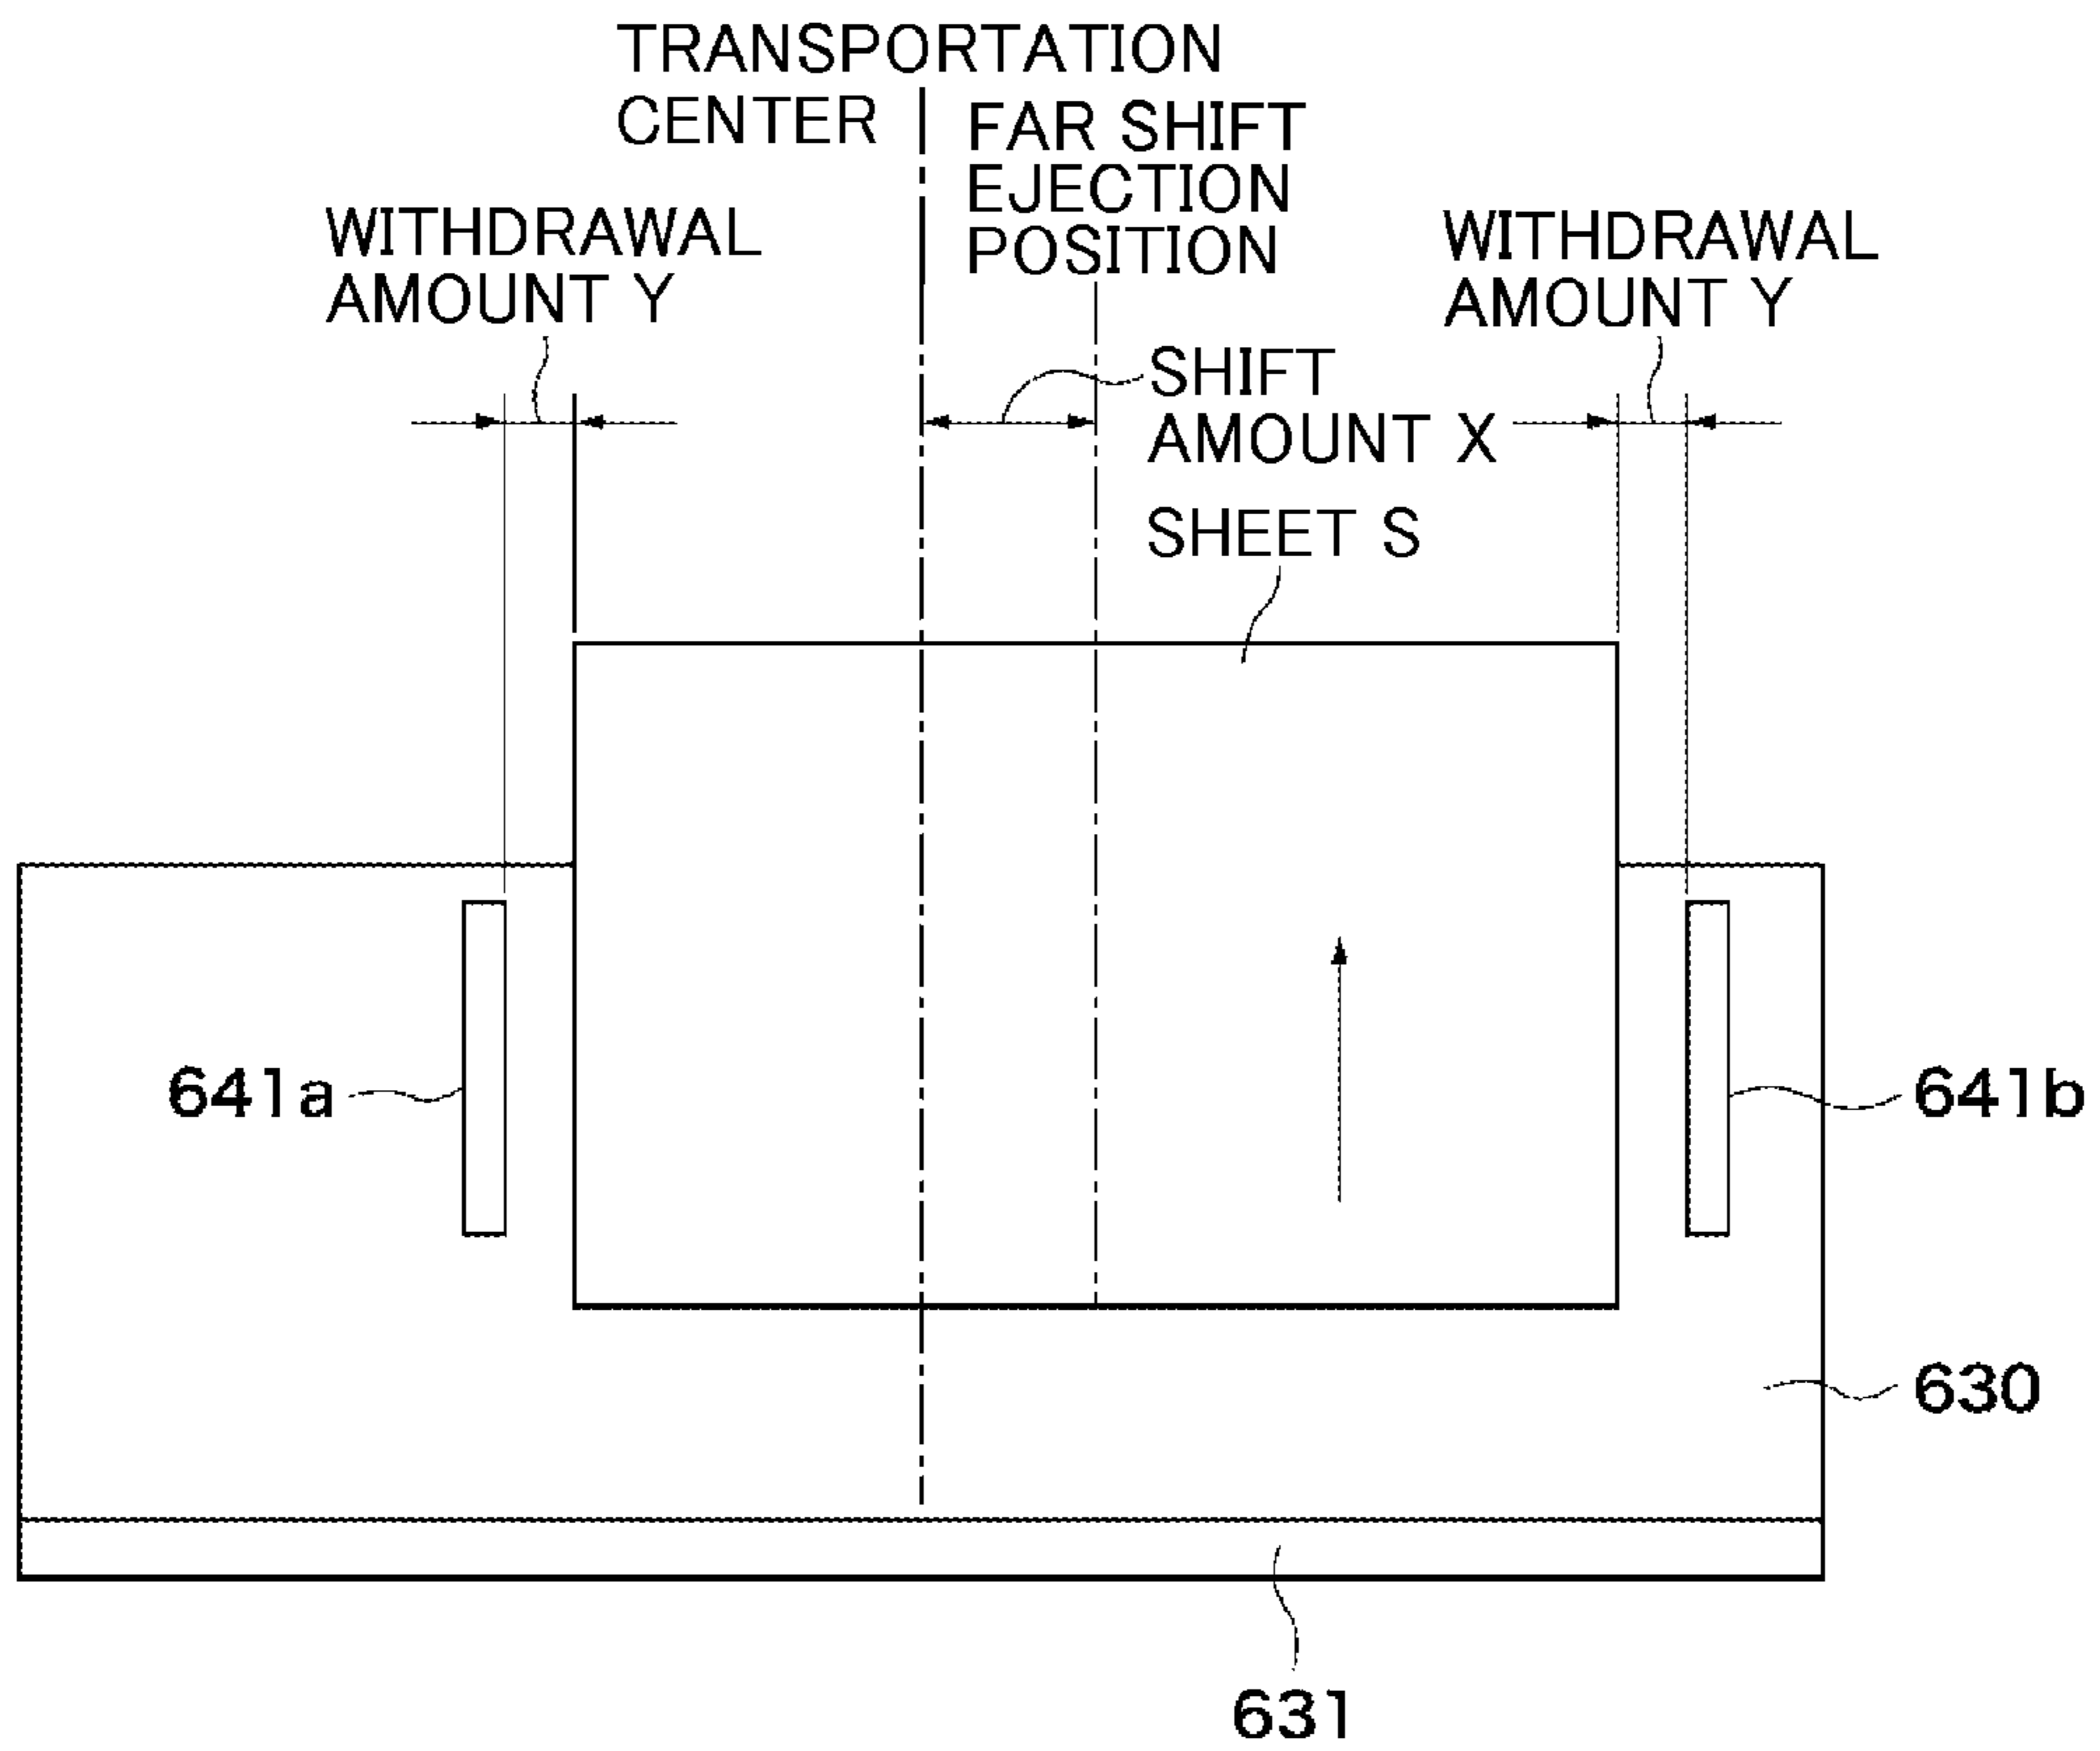 TRANSPORTATION
CENTER
FAR SHIFT
EJECTION
POSITION
WITHDRAWAL
AMOUNT Y
WITHDRAWAL
AMOUNT Y
SHIFT
AMOUNT X
SHEET S
641a
641b
630
631